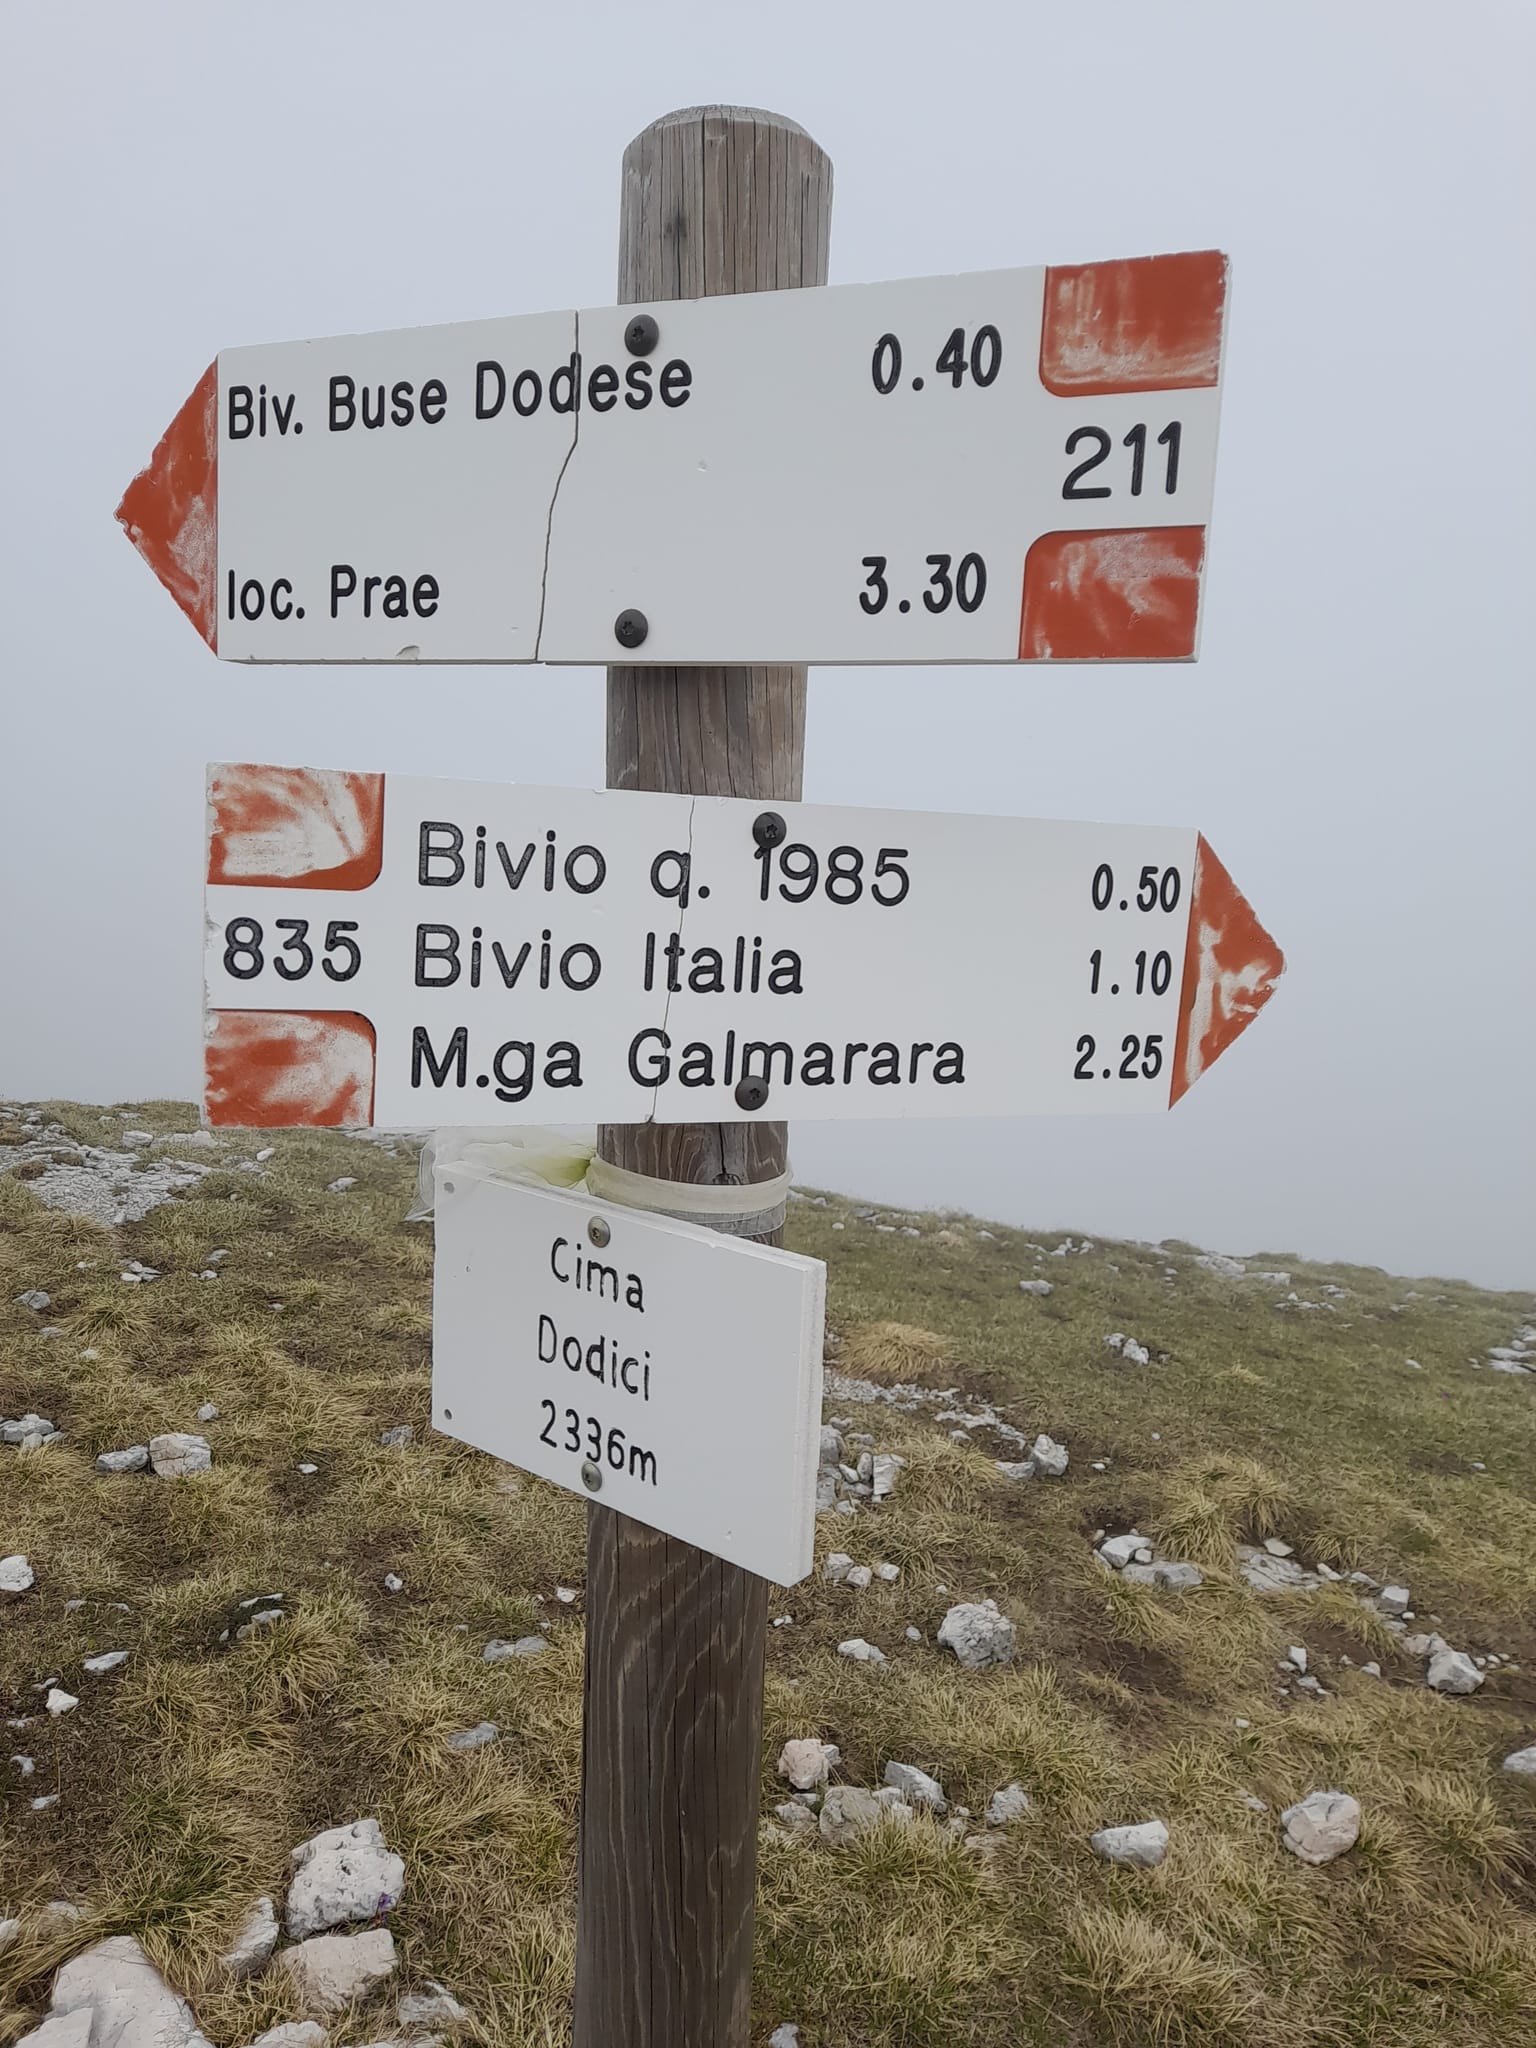 Biv. Buse Dodese 0.40
211
loc. Prae 3.30
Bivio q. 1985 0.50
835 Bivio Italia 1.10
M.ga Galmarara 2.25
Cima
Dodici
2336m